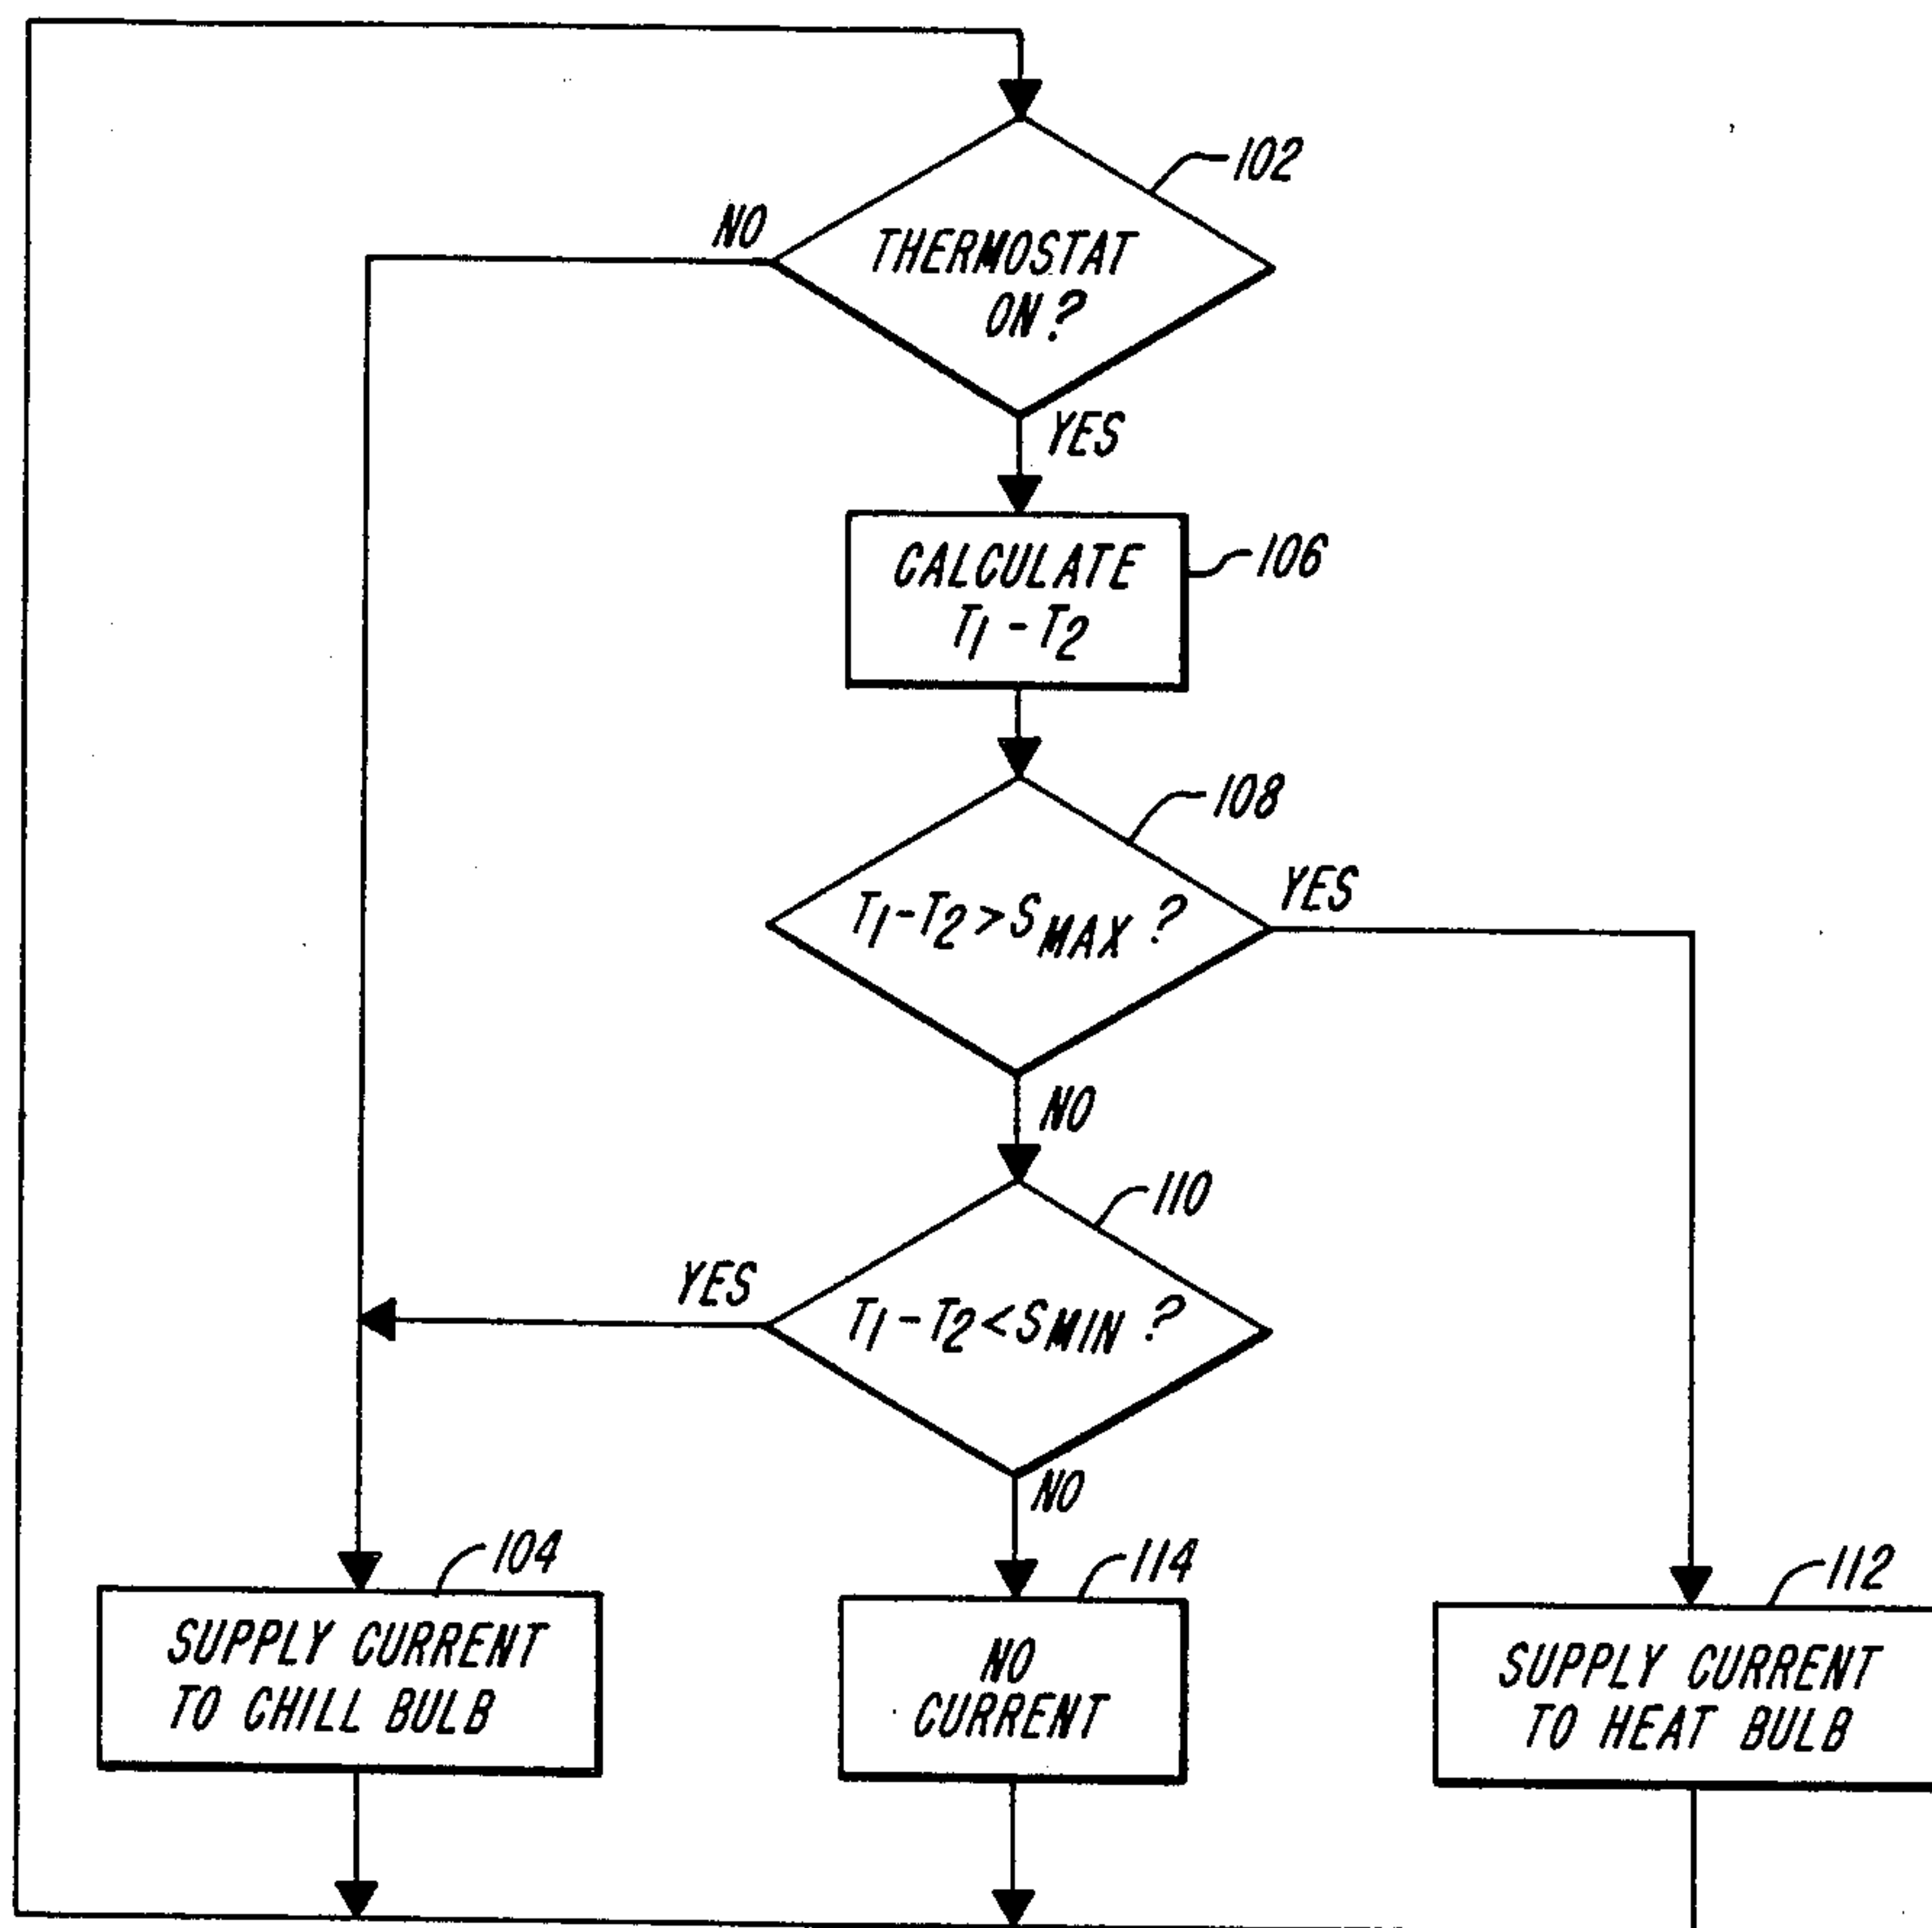 102
NO
THERMOSTAT
ON?
YES
CALCULATE
T1-T2
106
108
T1-T2>SMAX?
YES
NO
110
YES
T1-T2<SMIN?
NO
104
SUPPLY CURRENT
TO CHILL BULB
114
NO
CURRENT
112
SUPPLY CURRENT
TO HEAT BULB